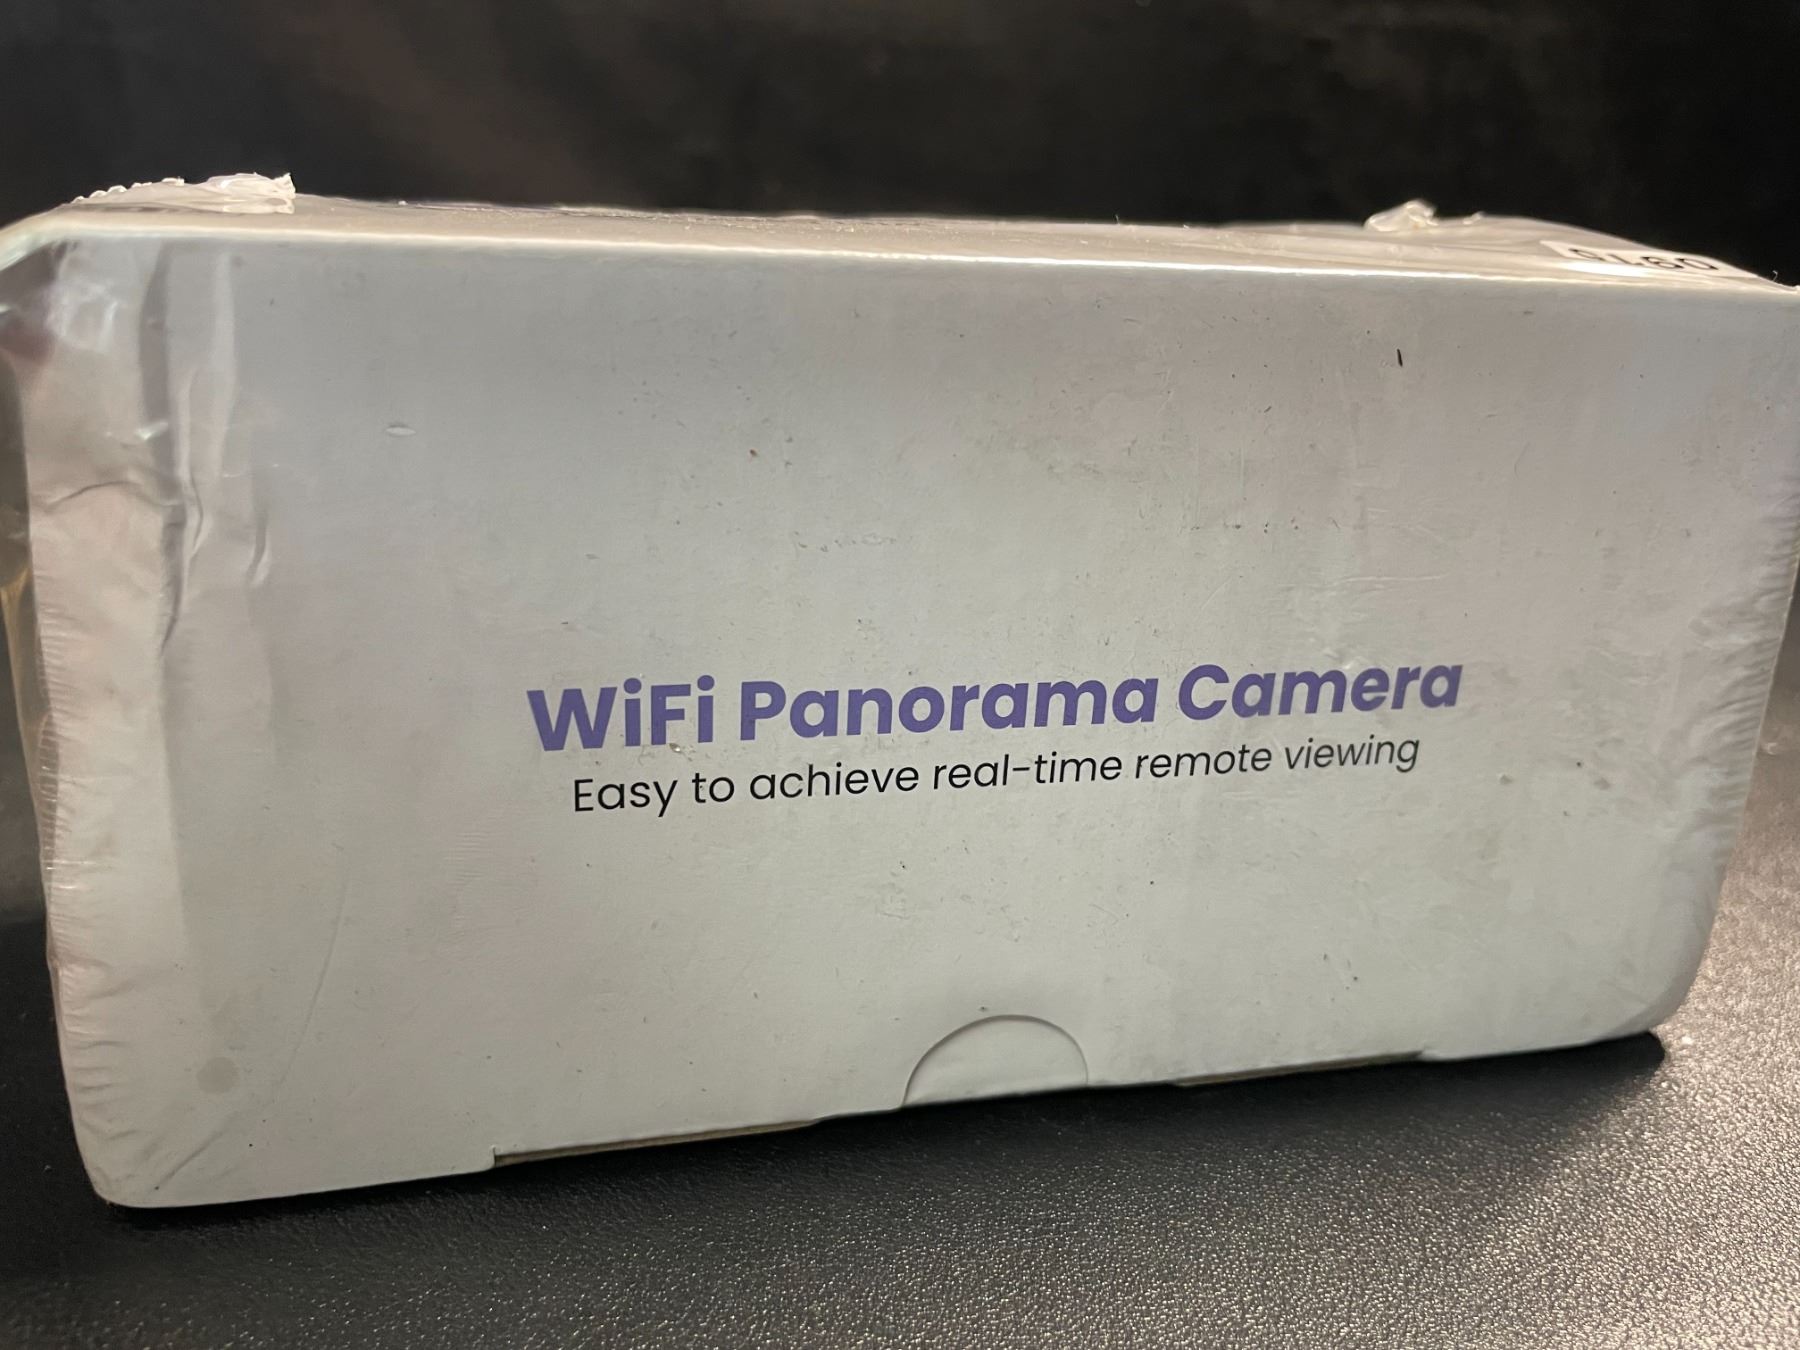 WiFi Panorama Camera
Easy to achieve real-time remote viewing